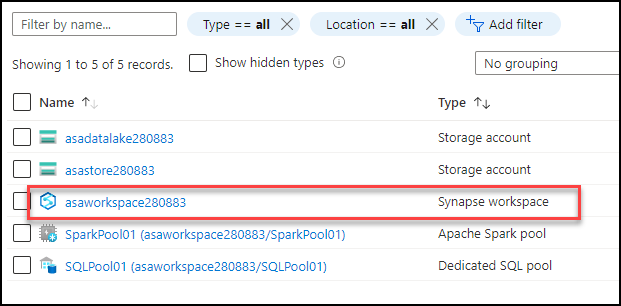 Filter by name... Type == all Location == all Add filter
Showing 1 to 5 of 5 records. Show hidden types No grouping
Name Type
asadatalake280883 Storage account
asastore280883 Storage account
asaworkspace280883 Synapse workspace
SparkPool01 (asaworkspace280883/SparkPool01) Apache Spark pool
SQLPool01 (asaworkspace280883/SQLPool01) Dedicated SQL pool